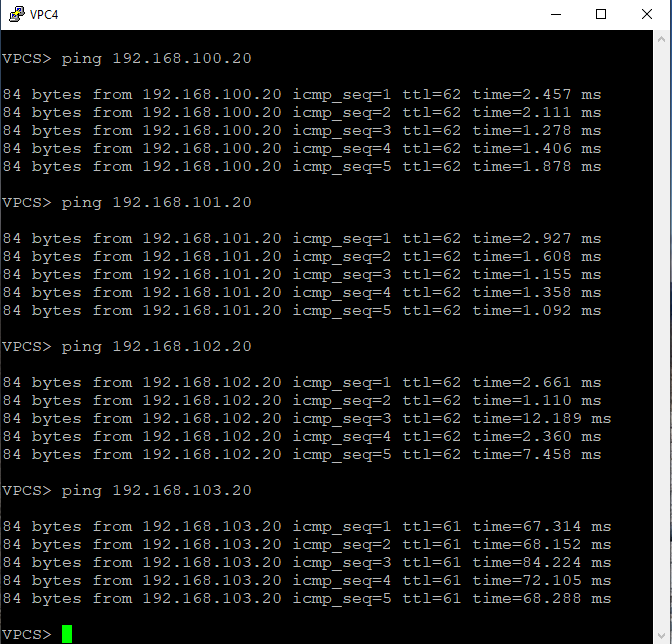 VPC4
VPCS> ping 192.168.100.20
84 bytes from 192.168.100.20 icmp_seq=1 ttl=62 time=2.457 ms
84 bytes from 192.168.100.20 icmp_seq=2 ttl=62 time=2.111 ms
84 bytes from 192.168.100.20 icmp_seq=3 ttl=62 time=1.278 ms
84 bytes from 192.168.100.20 icmp_seq=4 ttl=62 time=1.406 ms
84 bytes from 192.168.100.20 icmp_seq=5 ttl=62 time=1.878 ms
VPCS> ping 192.168.101.20
84 bytes from 192.168.101.20 icmp_seq=1 ttl=62 time=2.927 ms
84 bytes from 192.168.101.20 icmp_seq=2 ttl=62 time=1.608 ms
84 bytes from 192.168.101.20 icmp_seq=3 ttl=62 time=1.155 ms
84 bytes from 192.168.101.20 icmp_seq=4 ttl=62 time=1.358 ms
84 bytes from 192.168.101.20 icmp_seq=5 ttl=62 time=1.092 ms
VPCS> ping 192.168.102.20
84 bytes from 192.168.102.20 icmp_seq=1 ttl=62 time=2.661 ms
84 bytes from 192.168.102.20 icmp_seq=2 ttl=62 time=1.110 ms
84 bytes from 192.168.102.20 icmp_seq=3 ttl=62 time=12.189 ms
84 bytes from 192.168.102.20 icmp_seq=4 ttl=62 time=2.360 ms
84 bytes from 192.168.102.20 icmp_seq=5 ttl=62 time=7.458 ms
VPCS> ping 192.168.103.20
84 bytes from 192.168.103.20 icmp_seq=1 ttl=61 time=67.314 ms
84 bytes from 192.168.103.20 icmp_seq=2 ttl=61 time=68.152 ms
84 bytes from 192.168.103.20 icmp_seq=3 ttl=61 time=84.224 ms
84 bytes from 192.168.103.20 icmp_seq=4 ttl=61 time=72.105 ms
84 bytes from 192.168.103.20 icmp_seq=5 ttl=61 time=68.288 ms
VPCS>